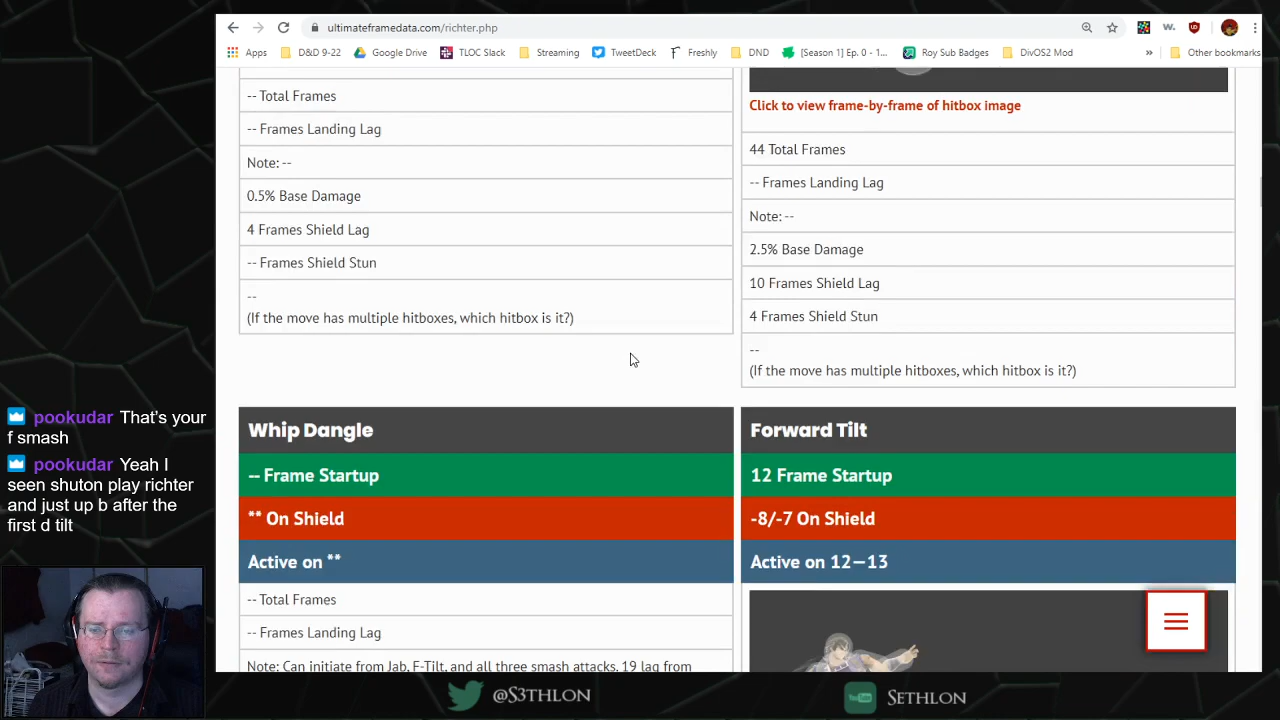 ultimateframedata.com/richter.php
Apps D&D 9-22 Google Drive TLOC Slack Streaming TweetDeck Freshly DND [Season 1] Ep. 0 - 1... Roy Sub Badges DivOS2 Mod » Other bookmarks
-- Total Frames
-- Frames Landing Lag
Note: --
0.5% Base Damage
4 Frames Shield Lag
-- Frames Shield Stun
--
(If the move has multiple hitboxes, which hitbox is it?)
Click to view frame-by-frame of hitbox image
44 Total Frames
-- Frames Landing Lag
Note: --
2.5% Base Damage
10 Frames Shield Lag
4 Frames Shield Stun
--
(If the move has multiple hitboxes, which hitbox is it?)
Whip Dangle
-- Frame Startup
** On Shield
Active on **
-- Total Frames
-- Frames Landing Lag
Note: Can initiate from Jab, F-Tilt, and all three smash attacks. 19 lag from
Forward Tilt
12 Frame Startup
-8/-7 On Shield
Active on 12—13
pookudar That's your
f smash
pookudar Yeah I
seen shuton play richter
and just up b after the
first d tilt
@S3THLON
YouTube
Sethlon